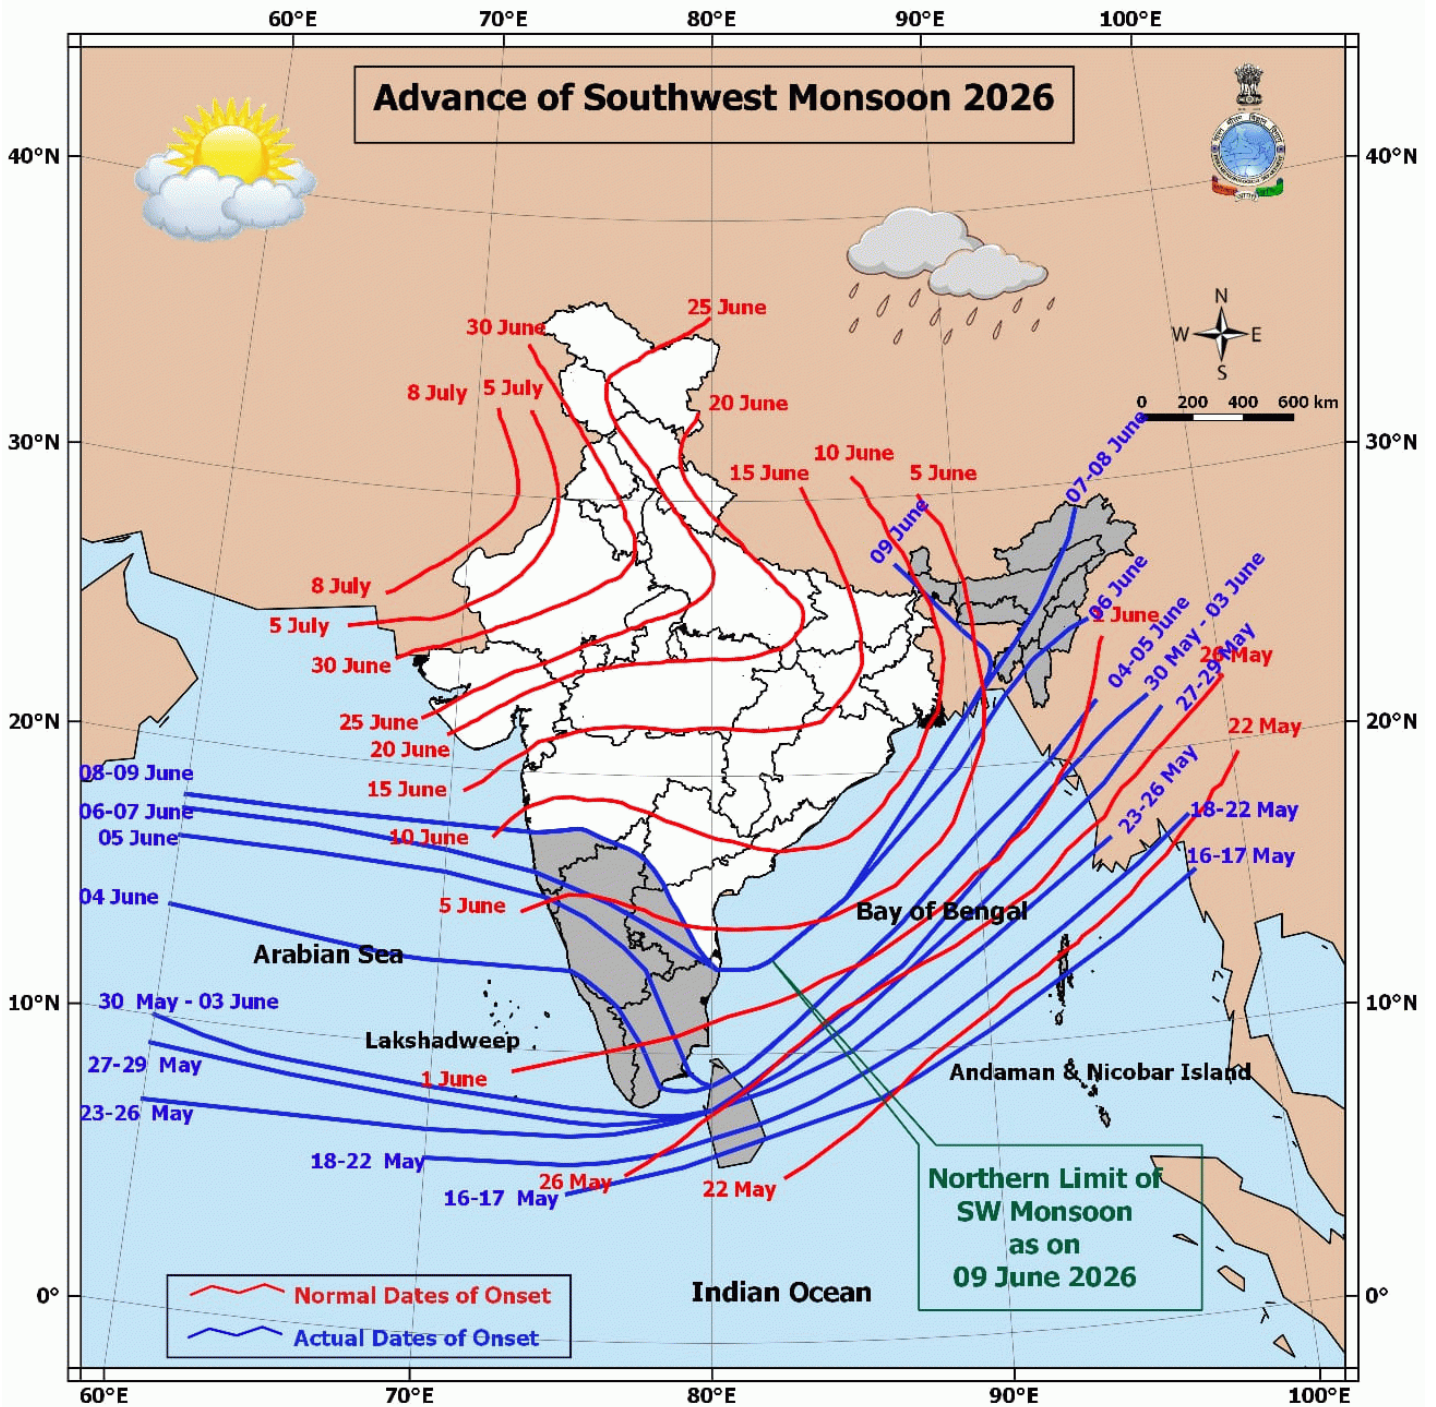 60°E 70°E 80°E 90°E 100°E
Advance of Southwest Monsoon 2026
40°N 40°N
N
W E
S
0 200 400 600 km
25 June
30 June
8 July 5 July
20 June
30°N 30°N
10 June
15 June 5 June
07-08 June
09 June
06 June
1 June
04-05 June
30 May - 03 June
26 May
27-29 May
8 July
5 July
30 June
25 June
20 June
20°N 20°N
22 May
15 June
08-09 June
06-07 June
05 June
10 June
23-26 May
18-22 May
16-17 May
04 June
5 June
Bay of Bengal
Arabian Sea
10°N 10°N
30 May - 03 June
Lakshadweep
27-29 May
1 June
Andaman & Nicobar Island
23-26 May
18-22 May
26 May
16-17 May
22 May
Northern Limit of
SW Monsoon
as on
09 June 2026
Indian Ocean
0° 0°
Normal Dates of Onset
Actual Dates of Onset
60°E 70°E 80°E 90°E 100°E